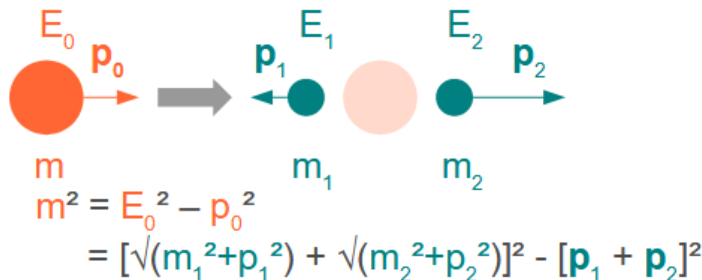 E₀ E₁ E₂
p₀ p₁ p₂
m m₁ m₂
m² = E₀² – p₀²
= [√(m₁²+p₁²) + √(m₂²+p₂²)]² - [p₁ + p₂]²